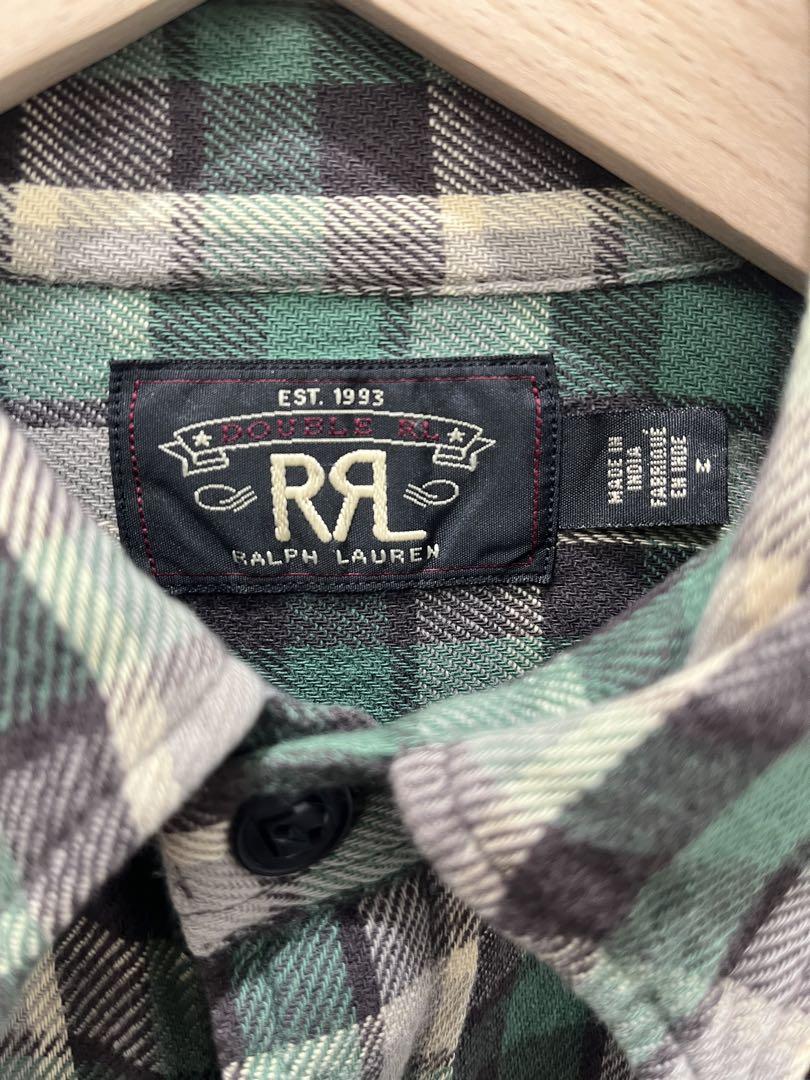 EST. 1993
DOUBLE RL
RRL
RALPH LAUREN
MADE IN
INDIA
FABRIQUÉ
EN INDE
M